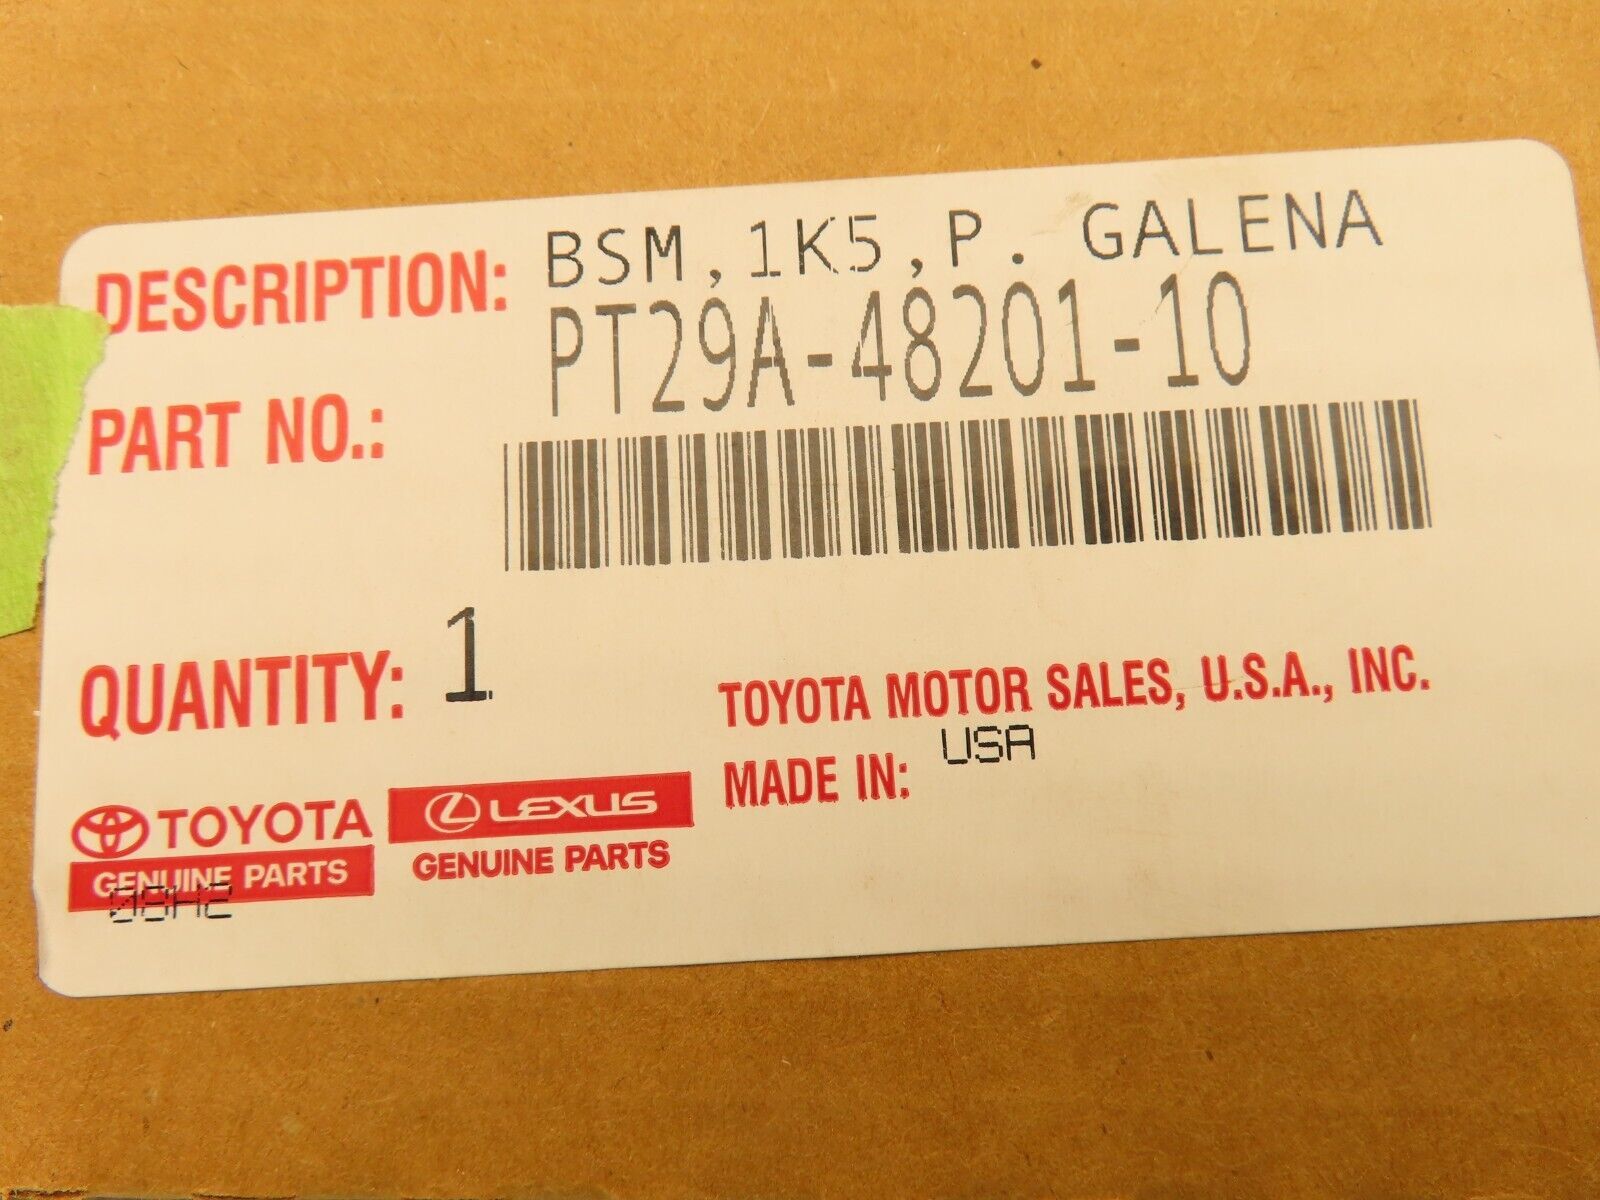 DESCRIPTION: BSM,1K5,P. GALENA
PART NO.: PT29A-48201-10
QUANTITY: 1
TOYOTA MOTOR SALES, U.S.A., INC.
MADE IN: USA
TOYOTA
GENUINE PARTS
08H2
LEXUS
GENUINE PARTS